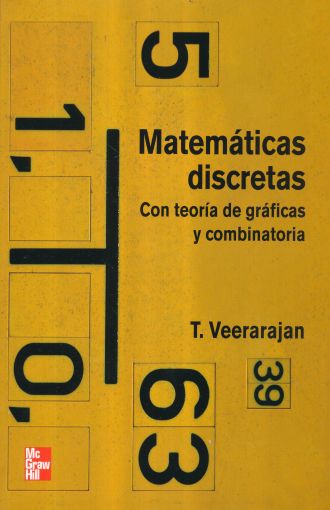 5
1,
T
0,
63
39
Matemáticas
discretas
Con teoría de gráficas
y combinatoria
T. Veerarajan
Mc
Graw
Hill